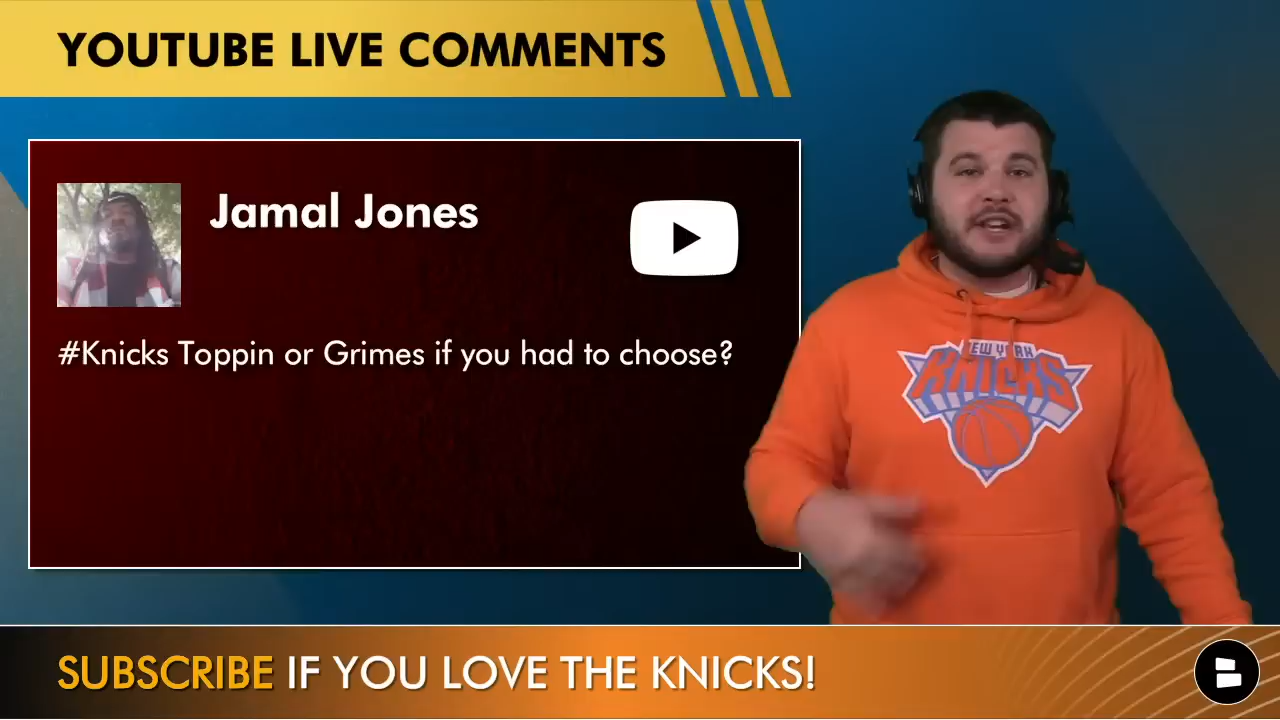 YOUTUBE LIVE COMMENTS
Jamal Jones
#Knicks Toppin or Grimes if you had to choose?
NEW YORK
KNICKS
SUBSCRIBE IF YOU LOVE THE KNICKS!